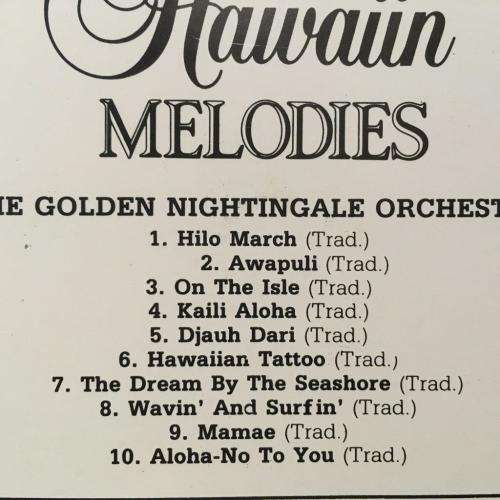 Hawaiin
MELODIES
HE GOLDEN NIGHTINGALE ORCHEST
1. Hilo March (Trad.)
2. Awapuli (Trad.)
3. On The Isle (Trad.)
4. Kaili Aloha (Trad.)
5. Djauh Dari (Trad.)
6. Hawaiian Tattoo (Trad.)
7. The Dream By The Seashore (Trad.)
8. Wavin' And Surfin' (Trad.)
9. Mamae (Trad.)
10. Aloha-No To You (Trad.)